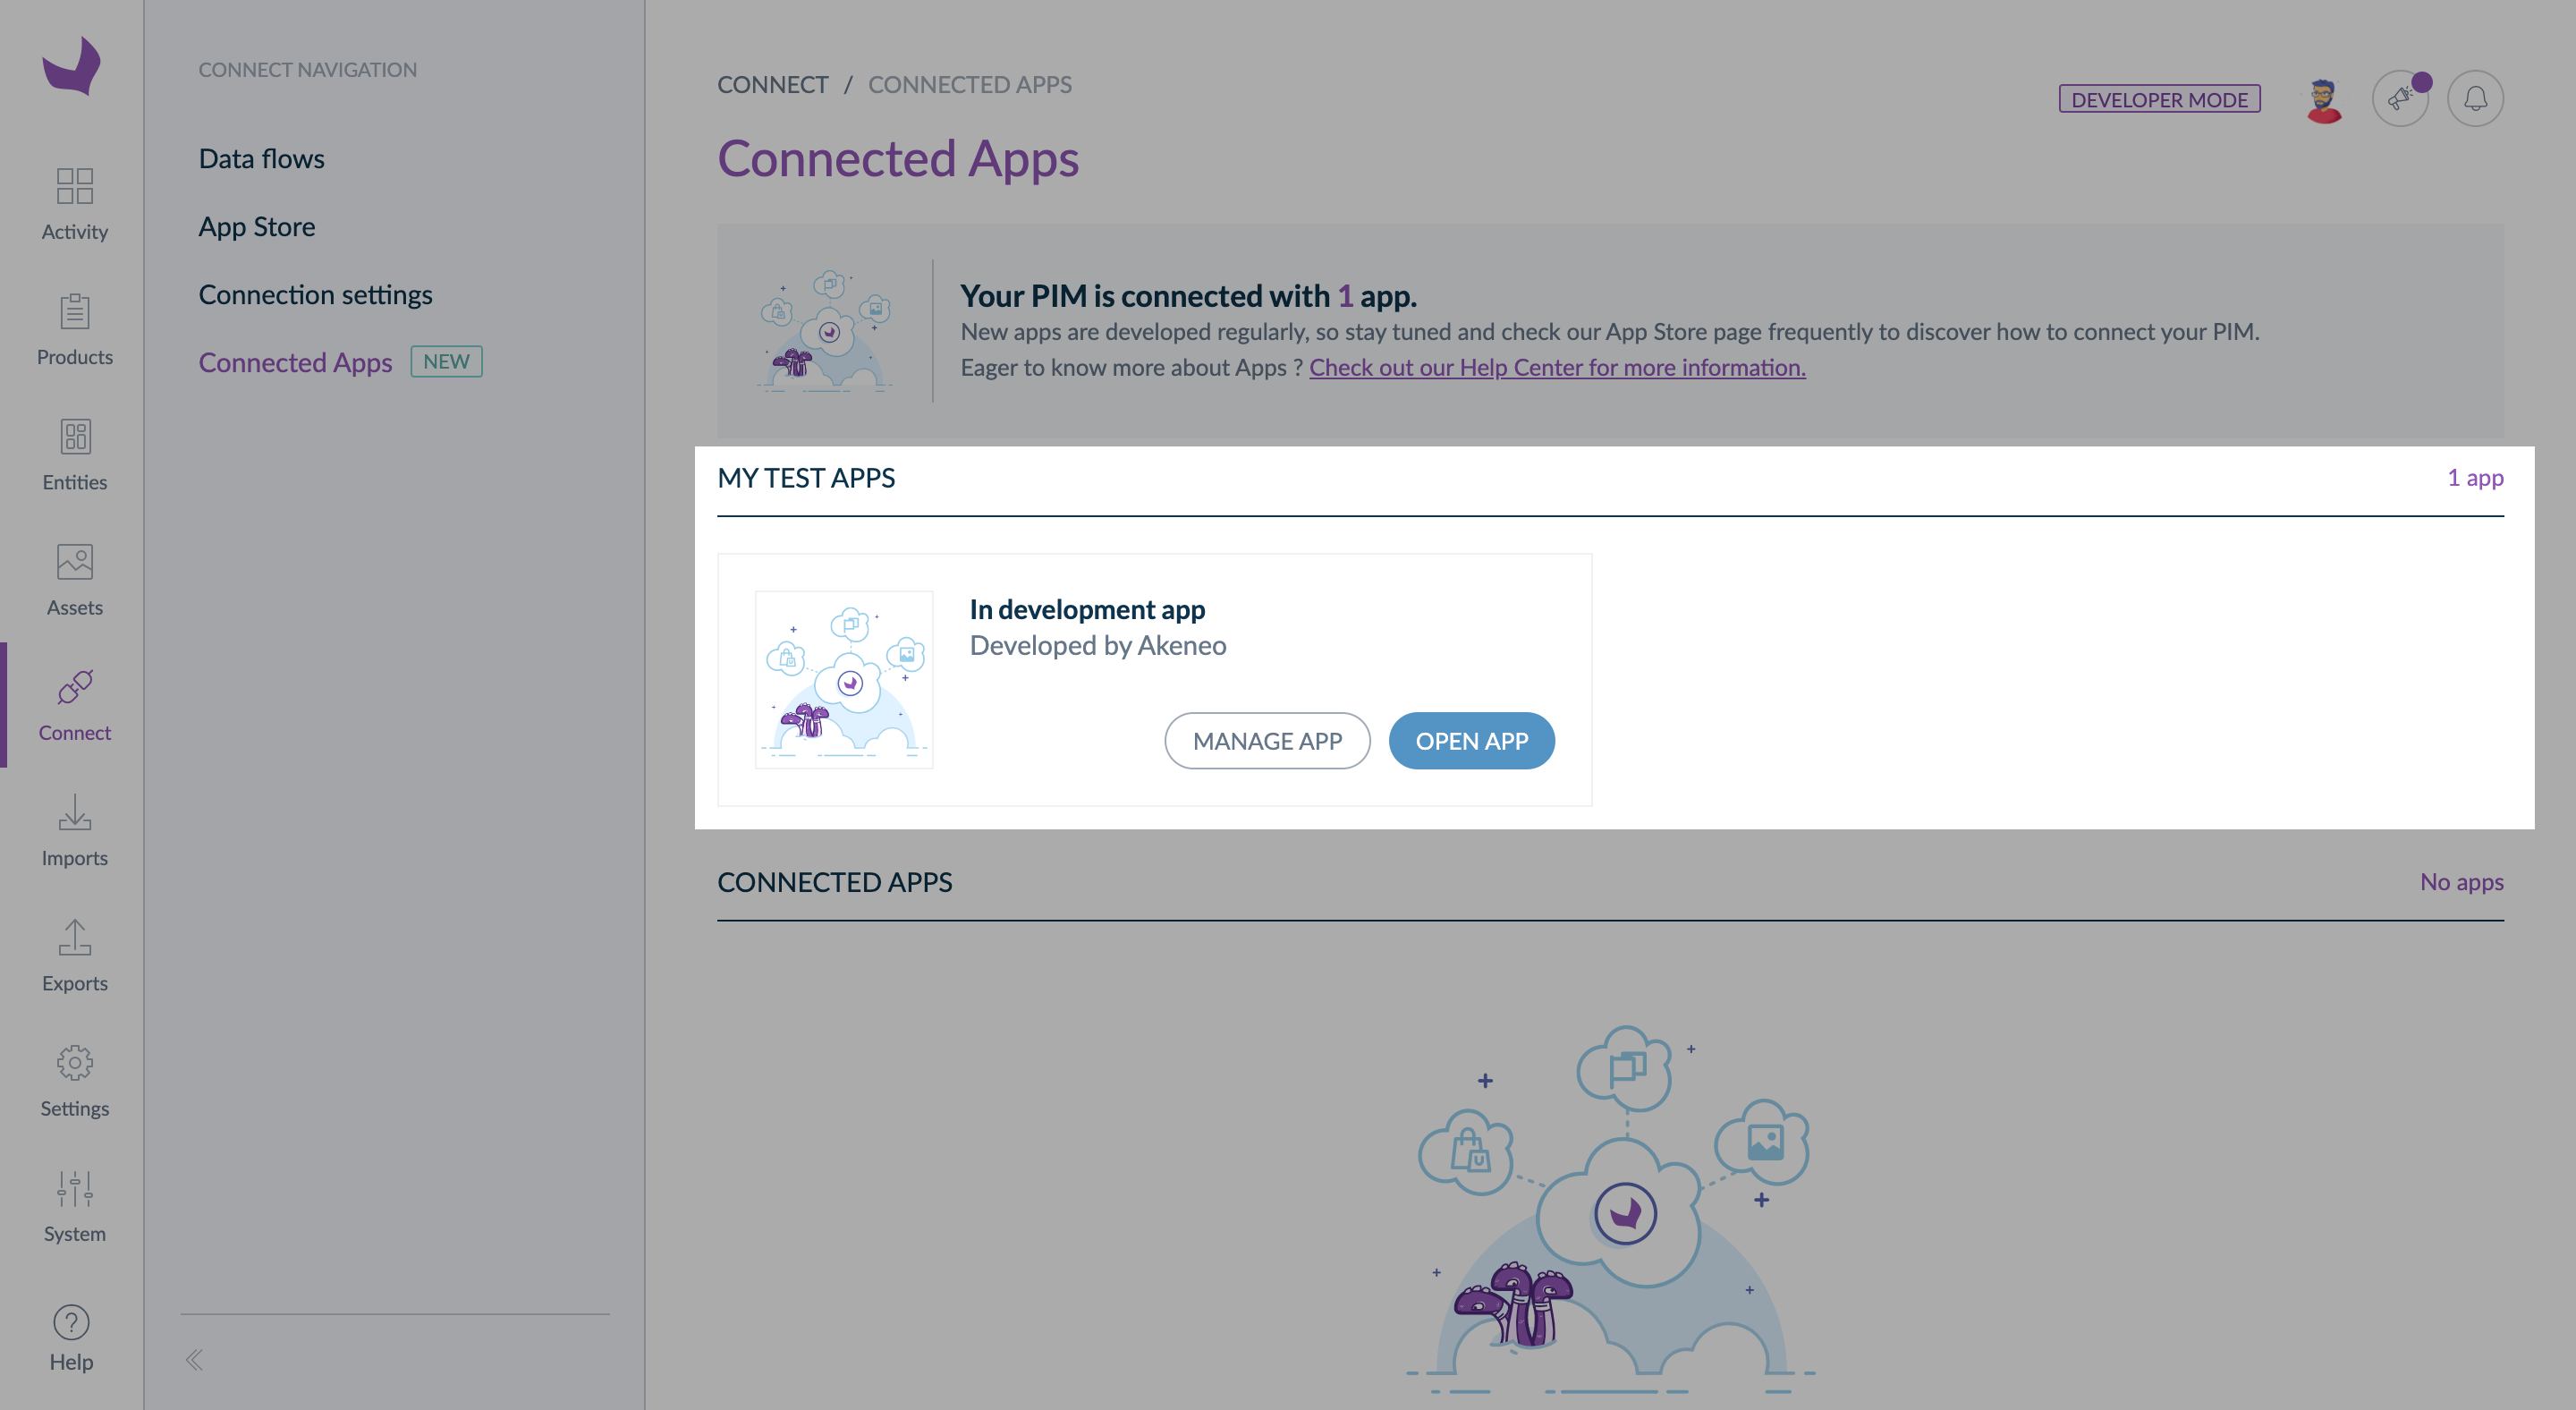 CONNECT NAVIGATION
Data flows
App Store
Connection settings
Connected Apps NEW
Activity
Products
Entities
Assets
Connect
Imports
Exports
Settings
System
Help
CONNECT / CONNECTED APPS
DEVELOPER MODE
Connected Apps
Your PIM is connected with 1 app.
New apps are developed regularly, so stay tuned and check our App Store page frequently to discover how to connect your PIM.
Eager to know more about Apps ? Check out our Help Center for more information.
MY TEST APPS 1 app
In development app
Developed by Akeneo
MANAGE APP OPEN APP
CONNECTED APPS No apps